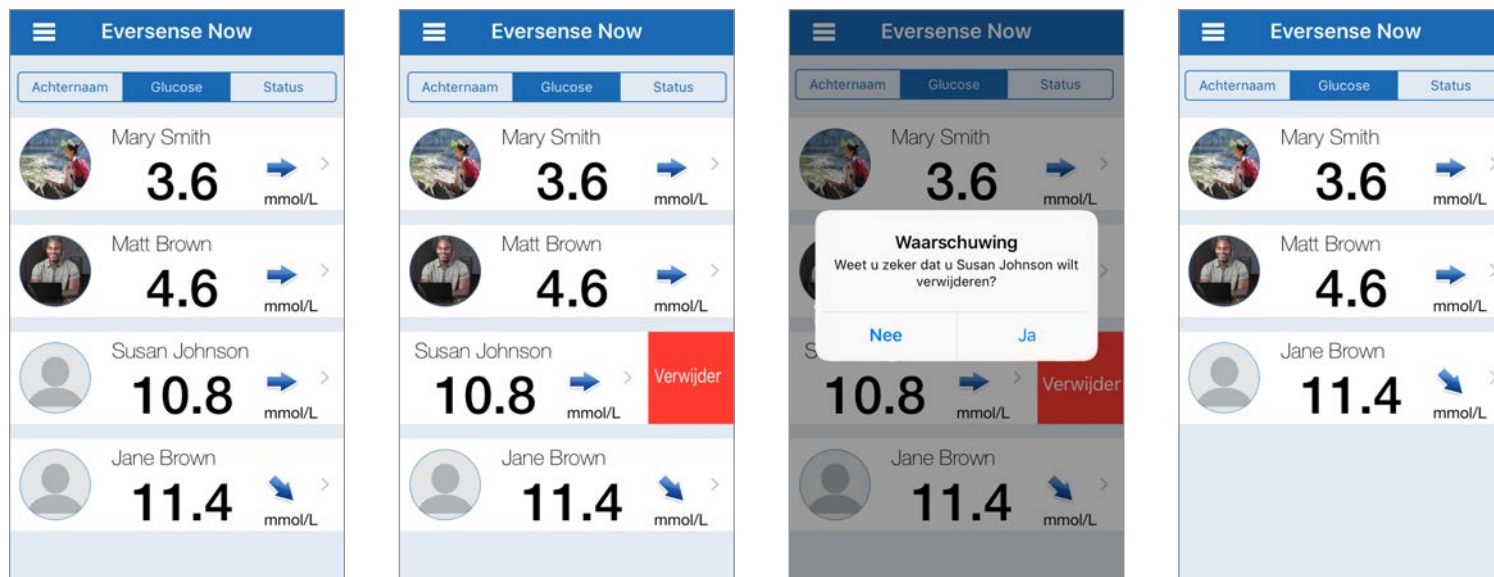 Eversense Now
Achternaam Glucose Status
Mary Smith
3.6
mmol/L
Matt Brown
4.6
mmol/L
Susan Johnson
10.8
mmol/L
Jane Brown
11.4
mmol/L
Eversense Now
Achternaam Glucose Status
Mary Smith
3.6
mmol/L
Matt Brown
4.6
mmol/L
Susan Johnson
10.8
mmol/L
Verwijder
Jane Brown
11.4
mmol/L
Eversense Now
Achternaam Glucose Status
Mary Smith
3.6
mmol/L
Waarschuwing
Weet u zeker dat u Susan Johnson wilt
verwijderen?
Nee Ja
S
10.8
mmol/L
Verwijder
Jane Brown
11.4
mmol/L
Eversense Now
Achternaam Glucose Status
Mary Smith
3.6
mmol/L
Matt Brown
4.6
mmol/L
Jane Brown
11.4
mmol/L